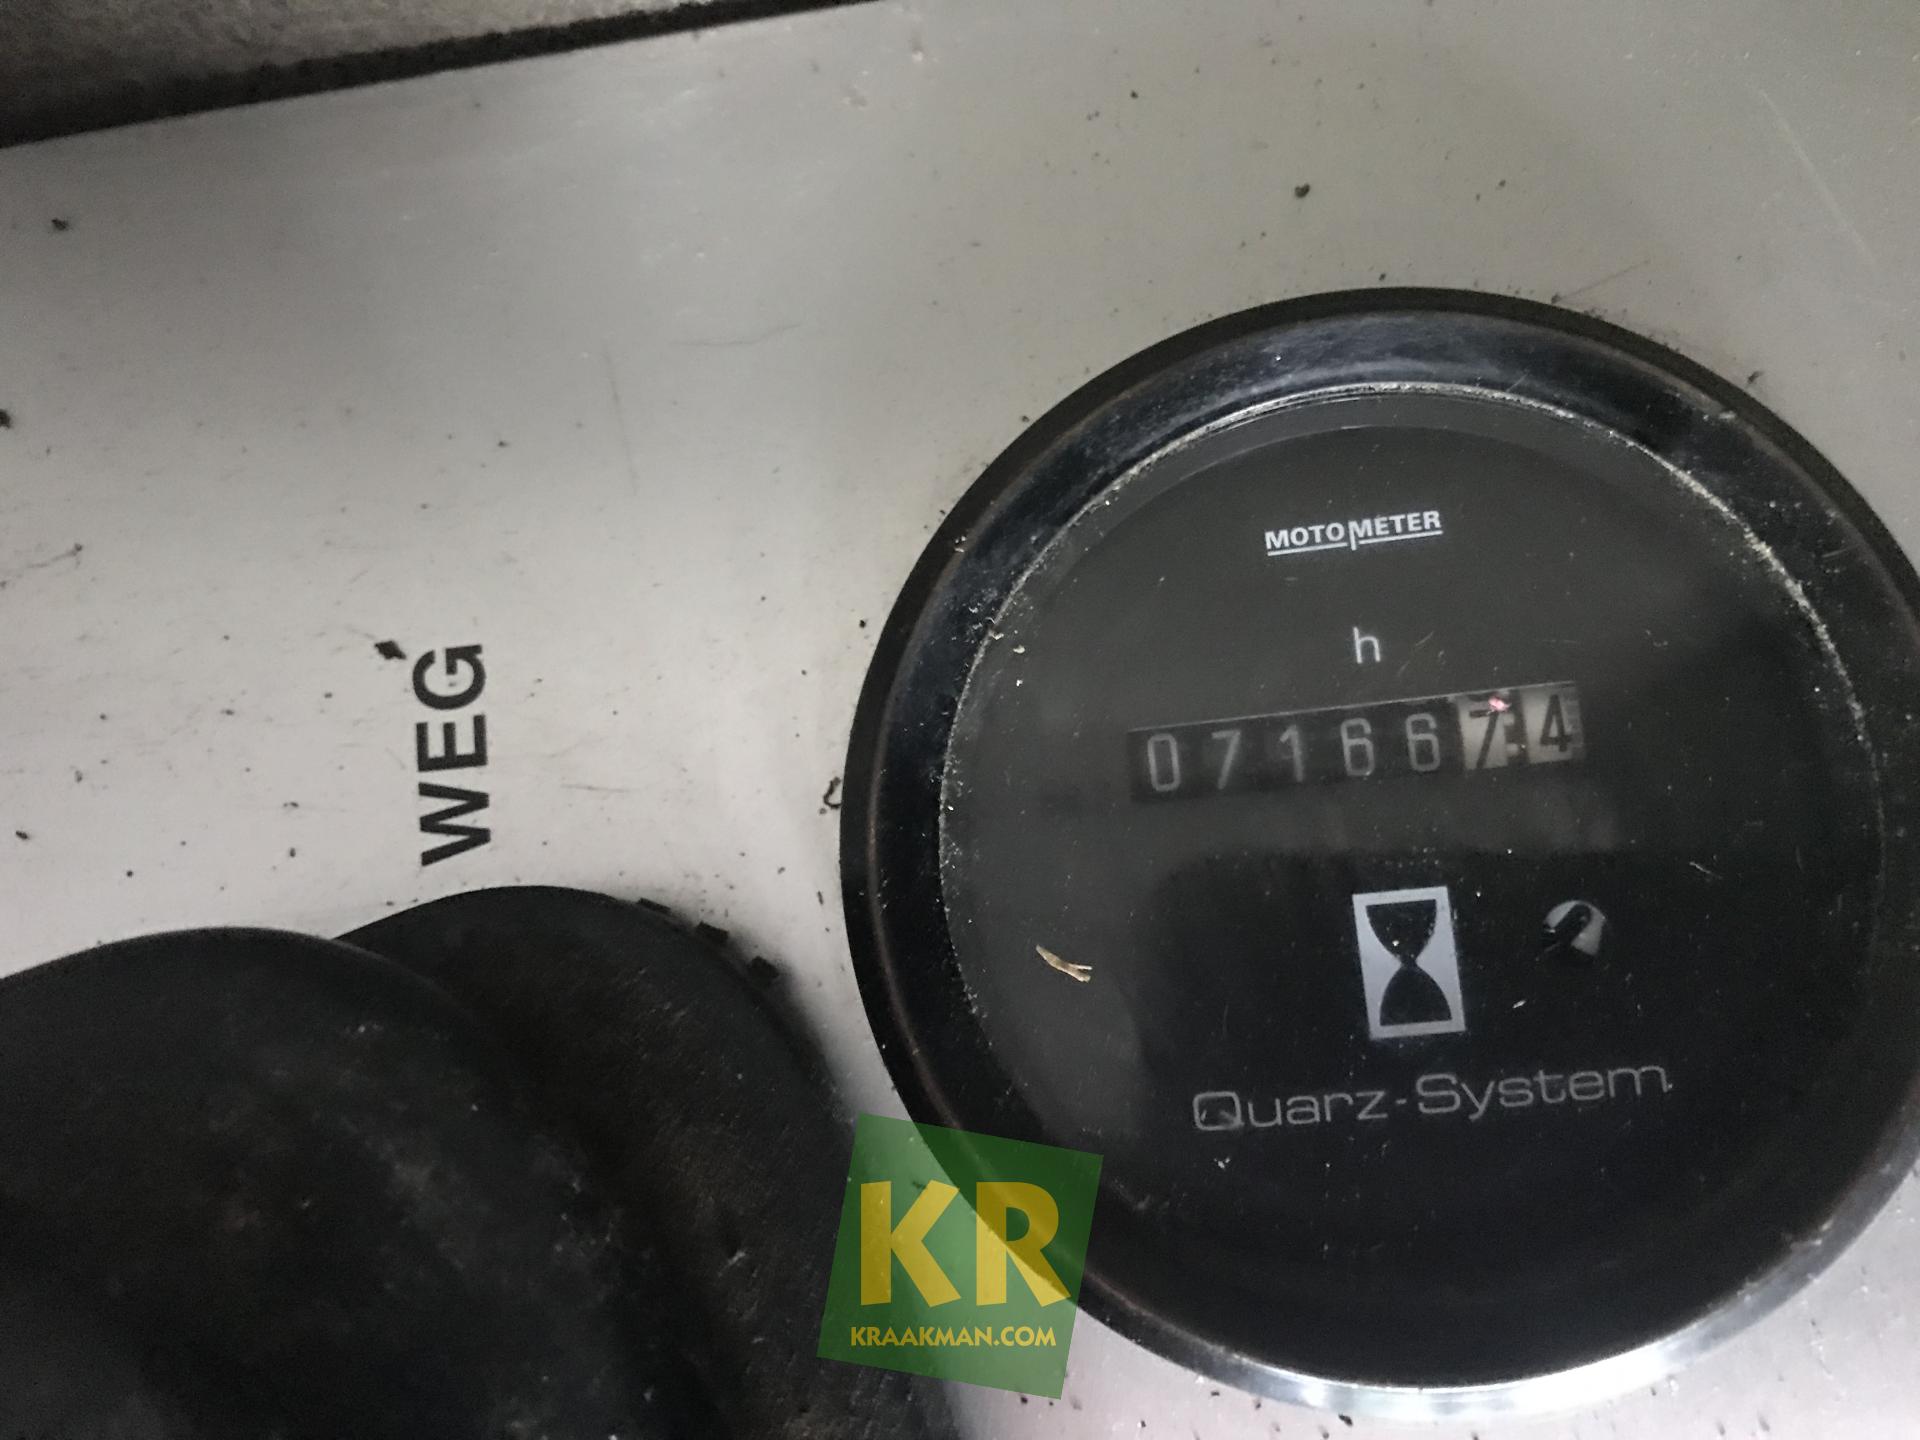 WEG
MOTOMETER
h
0716674
Quarz-System
KR
KRAAKMAN.COM